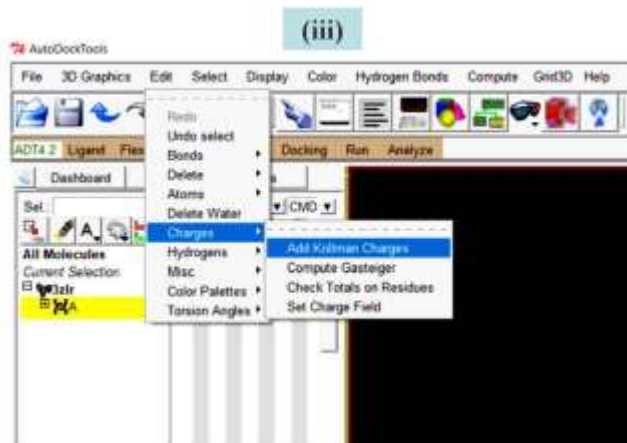 (iii)
AutoDockTools
File 3D Graphics Edit Select Display Color Hydrogen Bonds Compute Grid3D Help
ADT4.2 Ligand Docking Run Analyze
Redo
Undo select
Bonds
Delete
Atoms
Delete Water
Charges
Hydrogens
Misc
Color Palettes
Torsion Angles
Add Kollman Charges
Compute Gasteiger
Check Totals on Residues
Set Charge Field
Dashboard
Sel.: CMD
All Molecules
Current Selection
3zlr
A